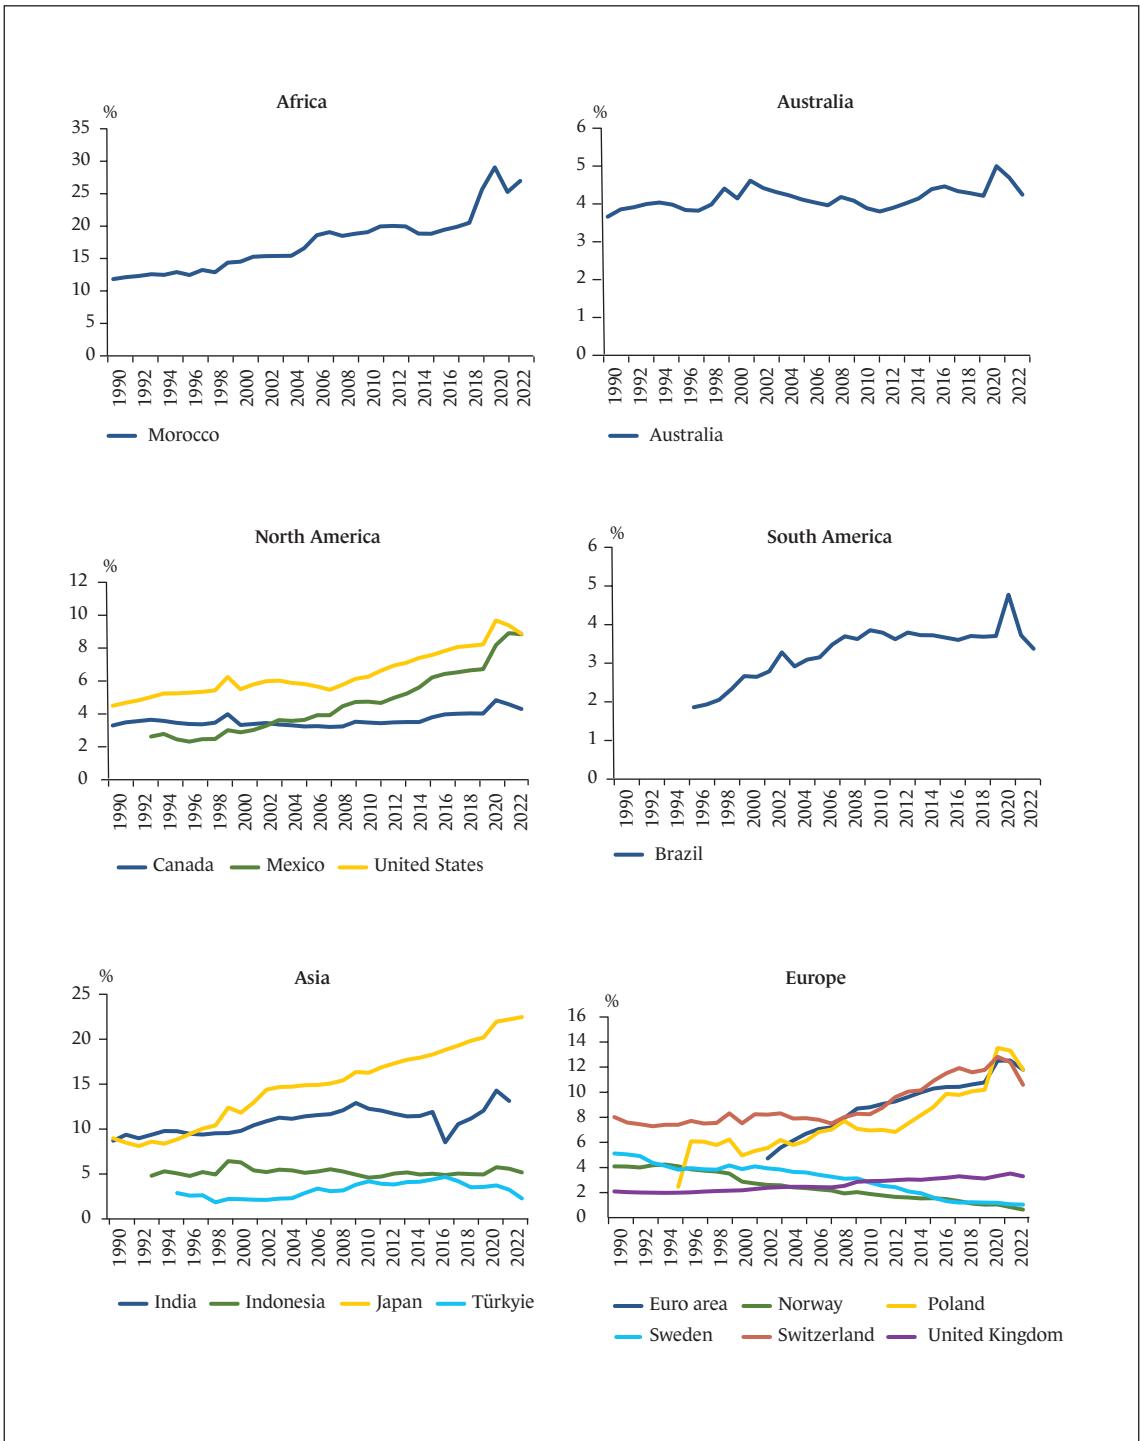 Africa
%
35
30
25
20
15
10
5
0
1990 1992 1994 1996 1998 2000 2002 2004 2006 2008 2010 2012 2014 2016 2018 2020 2022
Morocco
Australia
%
6
5
4
3
2
1
0
1990 1992 1994 1996 1998 2000 2002 2004 2006 2008 2010 2012 2014 2016 2018 2020 2022
Australia
North America
%
12
10
8
6
4
2
0
1990 1992 1994 1996 1998 2000 2002 2004 2006 2008 2010 2012 2014 2016 2018 2020 2022
Canada Mexico United States
South America
%
6
5
4
3
2
1
0
1990 1992 1994 1996 1998 2000 2002 2004 2006 2008 2010 2012 2014 2016 2018 2020 2022
Brazil
Asia
%
25
20
15
10
5
0
1990 1992 1994 1996 1998 2000 2002 2004 2006 2008 2010 2012 2014 2016 2018 2020 2022
India Indonesia Japan Türkyie
Europe
%
16
14
12
10
8
6
4
2
0
1990 1992 1994 1996 1998 2000 2002 2004 2006 2008 2010 2012 2014 2016 2018 2020 2022
Euro area Norway Poland
Sweden Switzerland United Kingdom